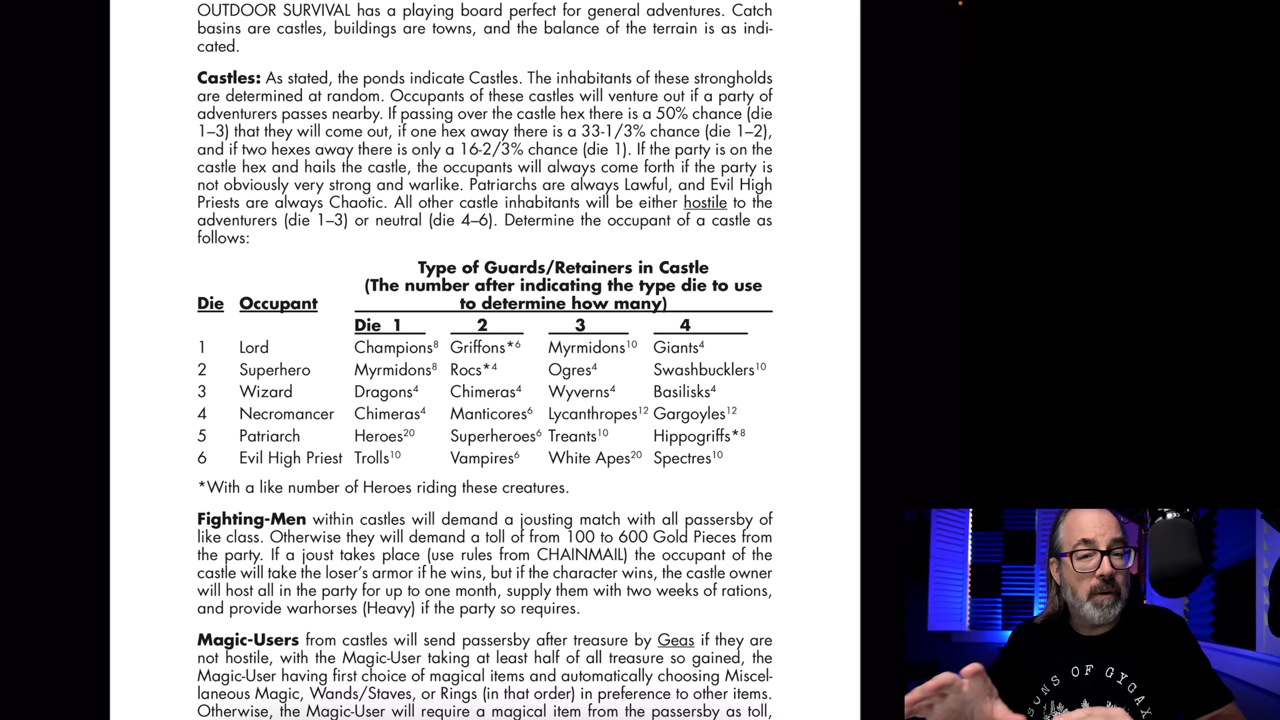 OUTDOOR SURVIVAL has a playing board perfect for general adventures. Catch
basins are castles, buildings are towns, and the balance of the terrain is as indi-
cated.
Castles: As stated, the ponds indicate Castles. The inhabitants of these strongholds
are determined at random. Occupants of these castles will venture out if a party of
adventurers passes nearby. If passing over the castle hex there is a 50% chance (die
1–3) that they will come out, if one hex away there is a 33-1/3% chance (die 1–2),
and if two hexes away there is only a 16-2/3% chance (die 1). If the party is on the
castle hex and hails the castle, the occupants will always come forth if the party is
not obviously very strong and warlike. Patriarchs are always Lawful, and Evil High
Priests are always Chaotic. All other castle inhabitants will be either hostile to the
adventurers (die 1–3) or neutral (die 4–6). Determine the occupant of a castle as
follows:
Type of Guards/Retainers in Castle
(The number after indicating the type die to use
Die Occupant to determine how many)
Die 1 2 3 4
1 Lord Champions⁸ Griffons*⁶ Myrmidons¹⁰ Giants⁴
2 Superhero Myrmidons⁸ Rocs*⁴ Ogres⁴ Swashbucklers¹⁰
3 Wizard Dragons⁴ Chimeras⁴ Wyverns⁴ Basilisks⁴
4 Necromancer Chimeras⁴ Manticores⁶ Lycanthropes¹² Gargoyles¹²
5 Patriarch Heroes²⁰ Superheroes⁶ Treants¹⁰ Hippogriffs*⁸
6 Evil High Priest Trolls¹⁰ Vampires⁶ White Apes²⁰ Spectres¹⁰
*With a like number of Heroes riding these creatures.
Fighting-Men within castles will demand a jousting match with all passersby of
like class. Otherwise they will demand a toll of from 100 to 600 Gold Pieces from
the party. If a joust takes place (use rules from CHAINMAIL) the occupant of the
castle will take the loser's armor if he wins, but if the character wins, the castle owner
will host all in the party for up to one month, supply them with two weeks of rations,
and provide warhorses (Heavy) if the party so requires.
Magic-Users from castles will send passersby after treasure by Geas if they are
not hostile, with the Magic-User taking at least half of all treasure so gained, the
Magic-User having first choice of magical items and automatically choosing Miscel-
laneous Magic, Wands/Staves, or Rings (in that order) in preference to other items.
Otherwise, the Magic-User will require a magical item from the passersby as toll,
SONS OF GYGAX